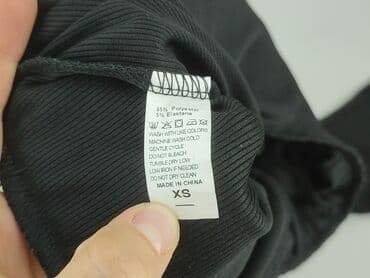 95% Polyester
5% Elastane
WASH WITH LIKE COLORS
MACHINE WASH COLD
GENTLE CYCLE
DO NOT BLEACH
TUMBLE DRY LOW
LOW IRON IF NEEDED
DO NOT DRY CLEAN
MADE IN CHINA
XS